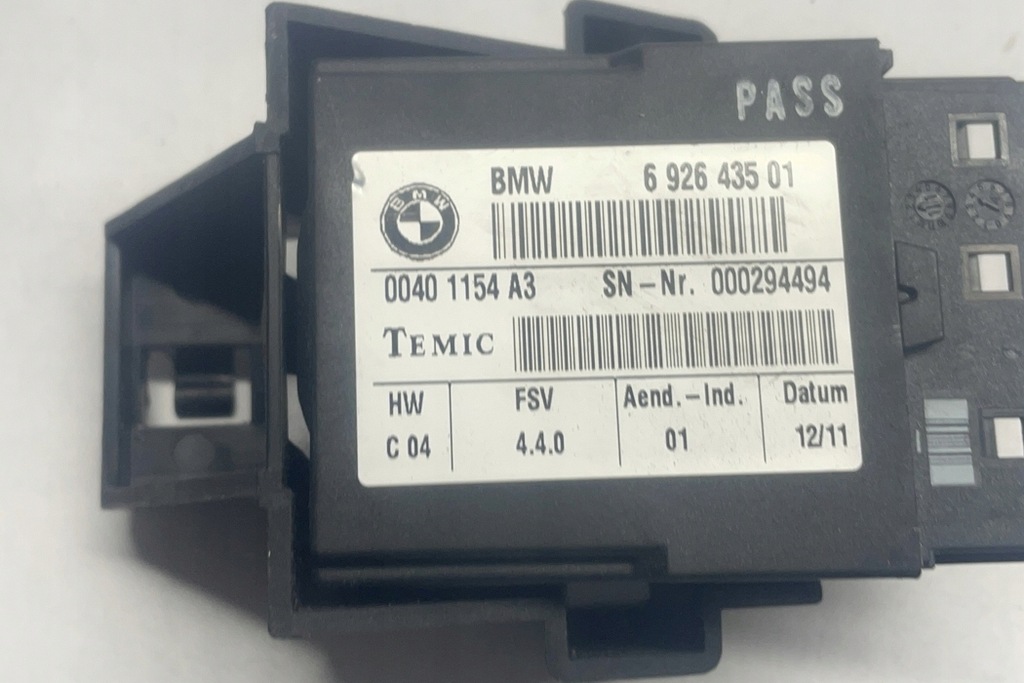 PASS
BMW 6 926 435 01
BMW
0040 1154 A3 SN-Nr. 000294494
TEMIC
HW FSV Aend.-Ind. Datum
C 04 4.4.0 01 12/11